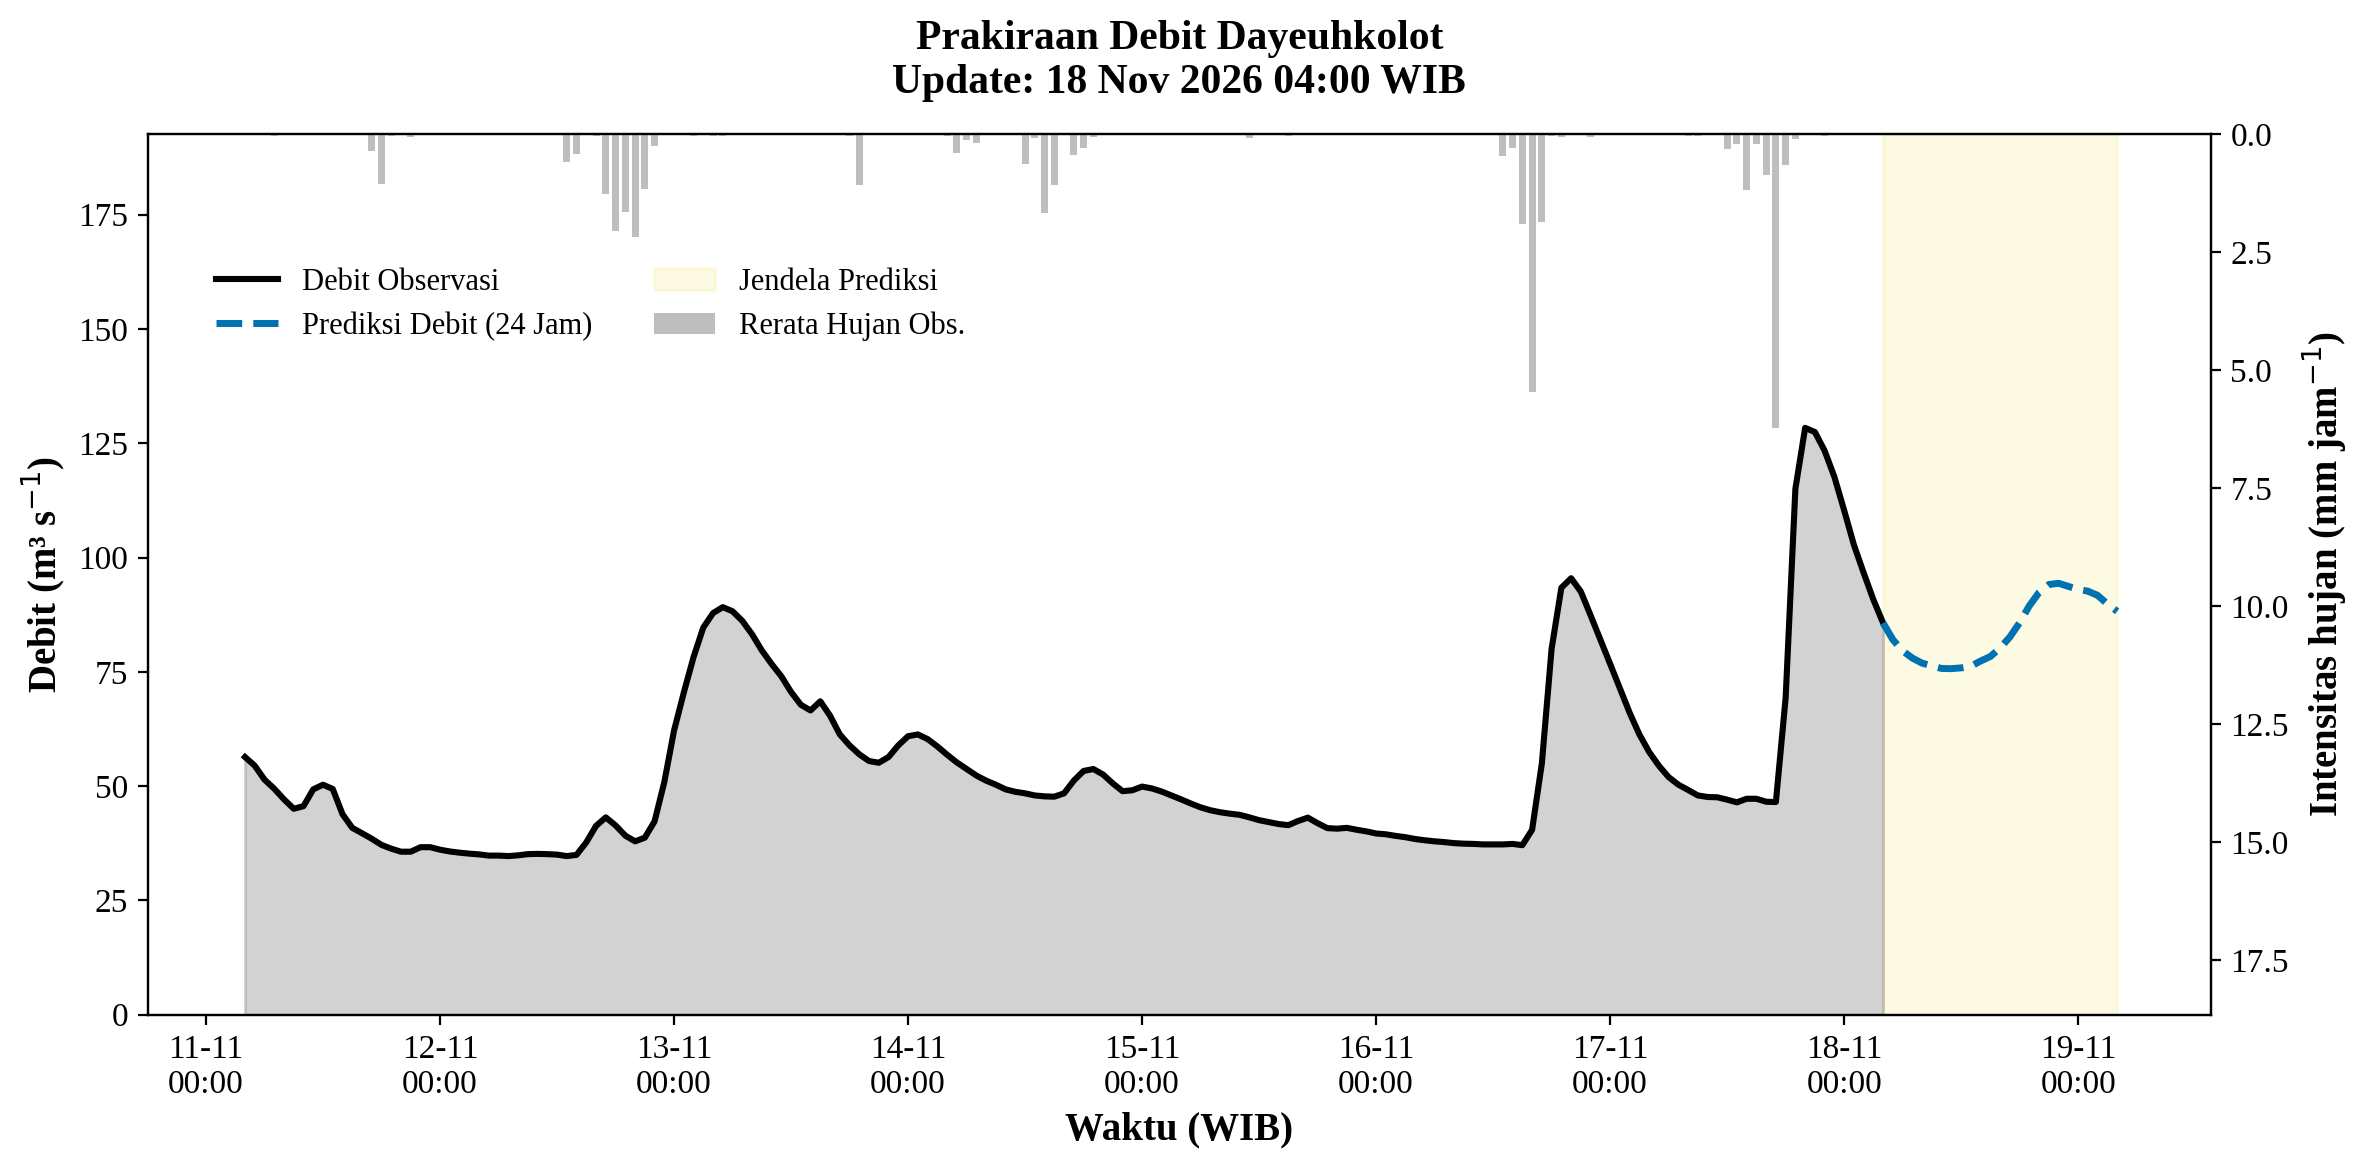 Prakiraan Debit Dayeuhkolot
Update: 18 Nov 2026 04:00 WIB
Debit (m³ s⁻¹)
175
150
125
100
75
50
25
0
Debit Observasi
Prediksi Debit (24 Jam)
Jendela Prediksi
Rerata Hujan Obs.
0.0
2.5
5.0
7.5
10.0
12.5
15.0
17.5
Intensitas hujan (mm jam⁻¹)
11-11 12-11 13-11 14-11 15-11 16-11 17-11 18-11 19-11
00:00 00:00 00:00 00:00 00:00 00:00 00:00 00:00 00:00
Waktu (WIB)